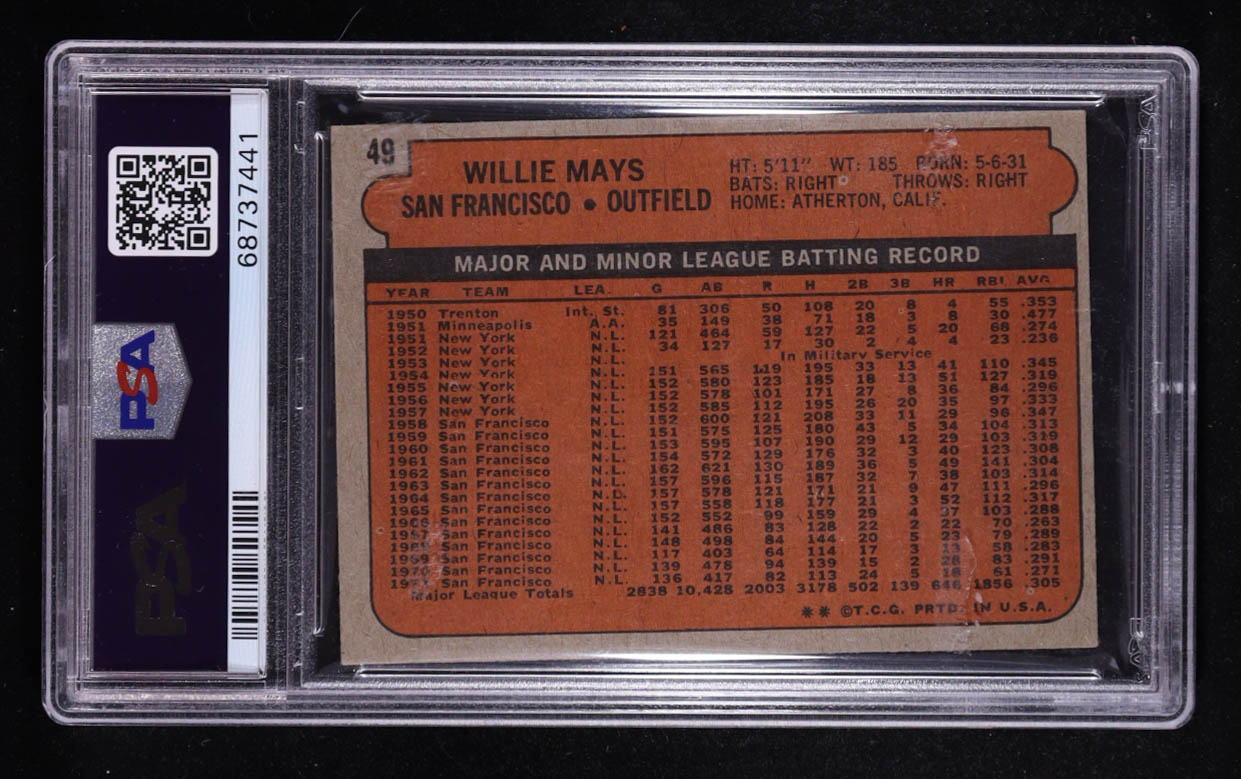 68737441
PSA
PSA
49
WILLIE MAYS
SAN FRANCISCO • OUTFIELD
HT: 5'11" WT: 185 BORN: 5-6-31
BATS: RIGHT THROWS: RIGHT
HOME: ATHERTON, CALIF.
MAJOR AND MINOR LEAGUE BATTING RECORD
YEAR TEAM LEA. G AB R H 2B 3B HR RBI AVG.
1950 Trenton Int. St. 81 306 50 108 20 8 4 55 .353
1951 Minneapolis A.A. 35 149 38 71 18 3 8 30 .477
1951 New York N.L. 121 464 59 127 22 5 20 68 .274
1952 New York N.L. 34 127 17 30 2 4 4 23 .236
1953 New York N.L. In Military Service
1954 New York N.L. 151 565 119 195 33 13 41 110 .345
1955 New York N.L. 152 580 123 185 18 13 51 127 .319
1956 New York N.L. 152 578 101 171 27 8 36 84 .296
1957 New York N.L. 152 585 112 195 26 20 35 97 .333
1958 San Francisco N.L. 152 600 121 208 33 11 29 96 .347
1959 San Francisco N.L. 151 575 125 180 43 5 34 104 .313
1960 San Francisco N.L. 153 595 107 190 29 12 29 103 .319
1961 San Francisco N.L. 154 572 129 176 32 3 40 123 .308
1962 San Francisco N.L. 162 621 130 189 36 5 49 141 .304
1963 San Francisco N.L. 157 596 115 187 32 7 38 103 .314
1964 San Francisco N.L. 157 578 121 171 21 9 47 111 .296
1965 San Francisco N.L. 157 558 118 177 21 3 52 112 .317
1966 San Francisco N.L. 152 552 99 159 29 4 37 103 .288
1967 San Francisco N.L. 141 486 83 128 22 2 22 70 .263
1968 San Francisco N.L. 148 498 84 144 20 5 23 79 .289
1969 San Francisco N.L. 117 403 64 114 17 3 13 58 .283
1970 San Francisco N.L. 139 478 94 139 15 2 28 83 .291
1971 San Francisco N.L. 136 417 82 113 24 5 18 61 .271
Major League Totals 2838 10,428 2003 3178 502 139 646 1856 .305
** ©T.C.G. PRTD. IN U.S.A.